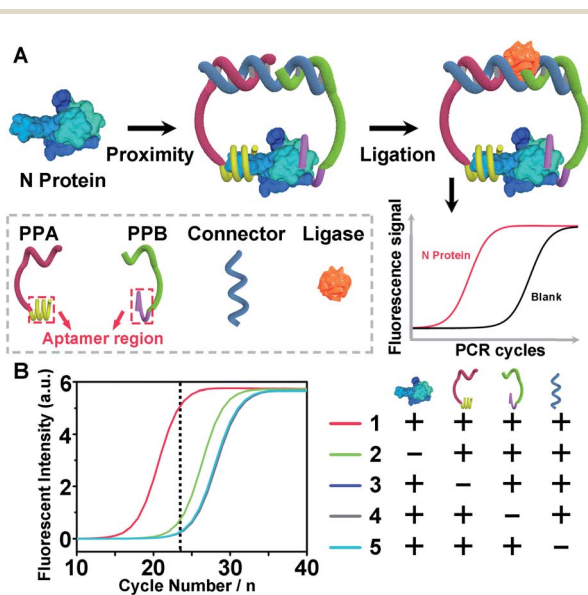 A
N Protein
Proximity
Ligation
PPA
PPB
Connector
Ligase
Aptamer region
Fluorescence signal
N Protein
Blank
PCR cycles
B
Fluorescent Intensity (a.u.)
6
4
2
0
10 20 30 40
Cycle Number / n
1 + + + +
2 - + + +
3 + - + +
4 + + - +
5 + + + -